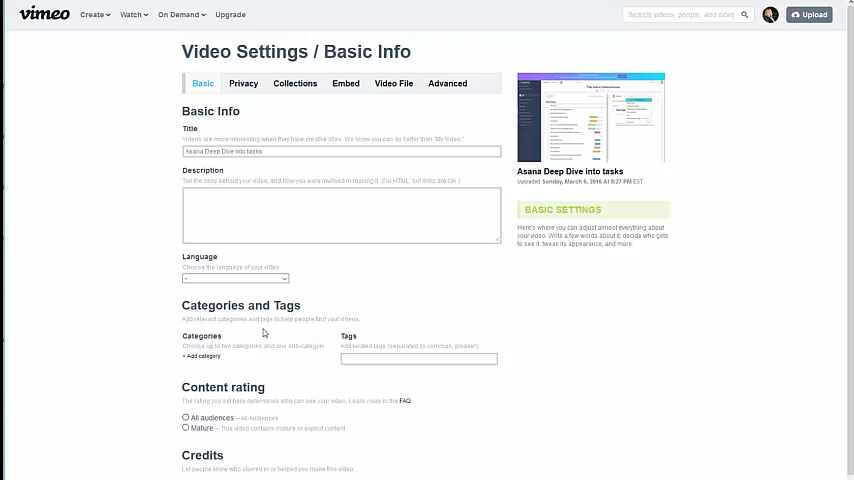 vimeo Create Watch On Demand Upgrade Search videos, people, and more Upload
Video Settings / Basic Info
Basic Privacy Collections Embed Video File Advanced
Basic Info
Title
Videos are more interesting when they have creative titles. We know you can do better than "My Video."
Asana Deep Dive into tasks
Description
Tell the story behind your video, and how you were involved in making it. (No HTML, but links are OK.)
Language
Choose the language of your video.
-
Categories and Tags
Add relevant categories and tags to help people find your videos.
Categories
Choose up to two categories and one sub-category
+ Add category
Tags
Add related tags (separated by commas, please!)
Content rating
The rating you set here determines who can see your video. Learn more in the FAQ.
All audiences – All Audiences
Mature – This video contains mature or explicit content
Credits
Let people know who starred in or helped you make this video.
Asana Deep Dive into tasks
Uploaded Sunday, March 6, 2016 At 8:27 PM EST
BASIC SETTINGS
Here's where you can adjust almost everything about
your video. Write a few words about it, decide who gets
to see it, tweak its appearance, and more.